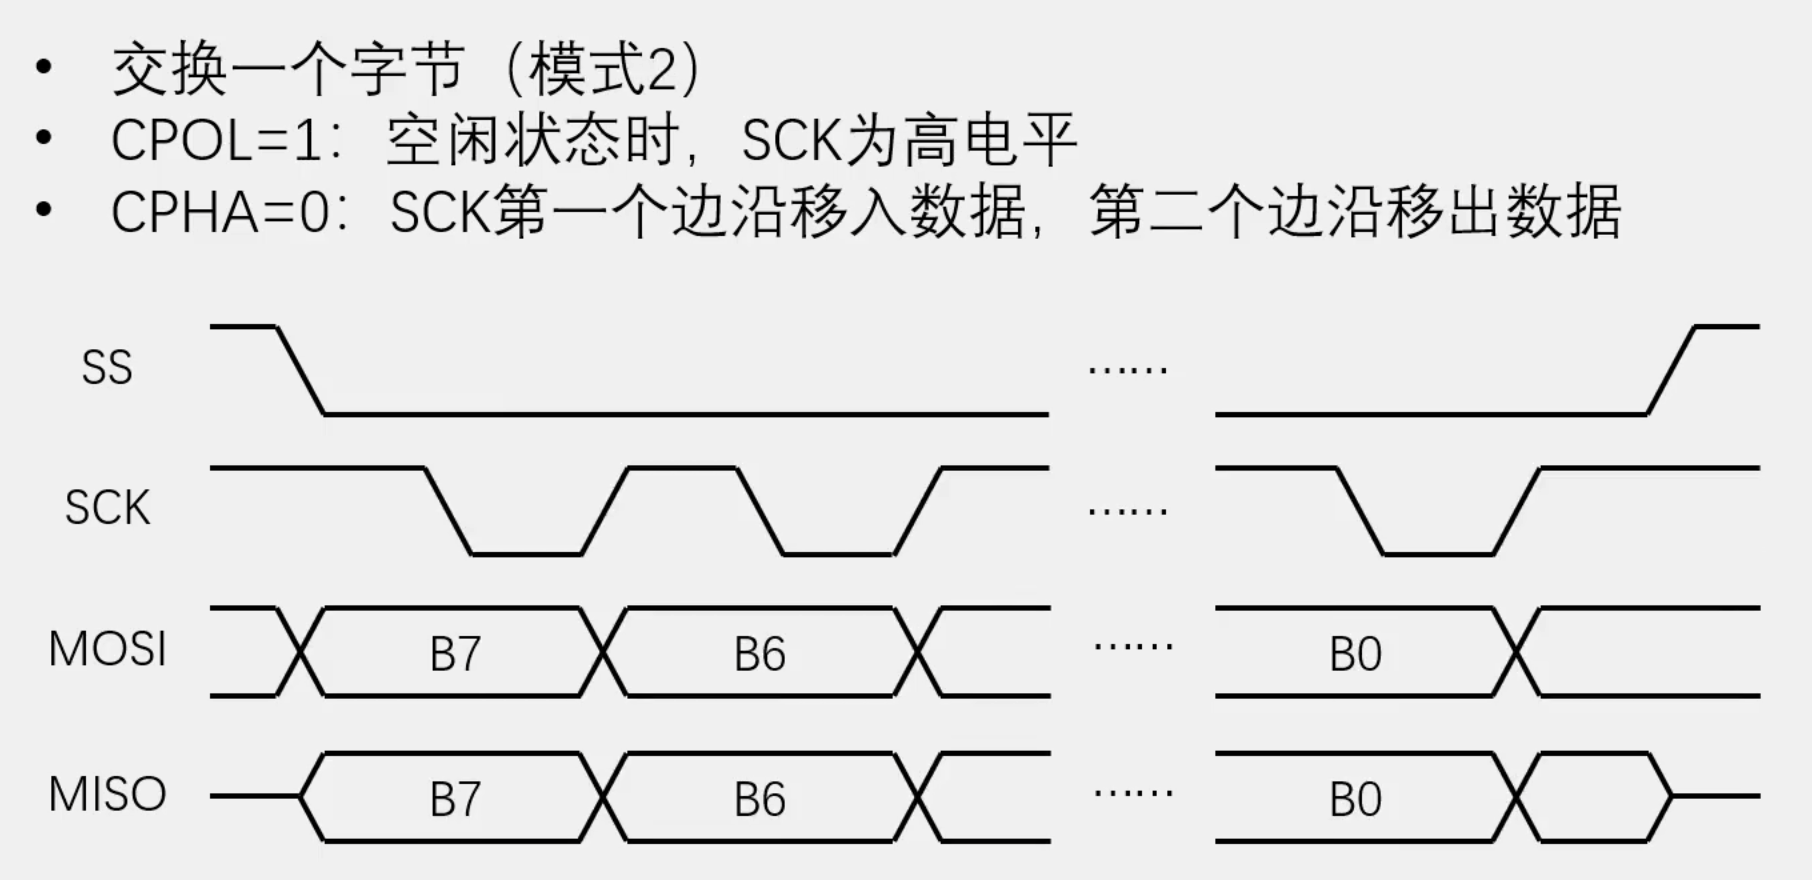 • 交换一个字节（模式2）
• CPOL=1：空闲状态时，SCK为高电平
• CPHA=0：SCK第一个边沿移入数据，第二个边沿移出数据
SS ……
SCK ……
MOSI B7 B6 …… B0
MISO B7 B6 …… B0